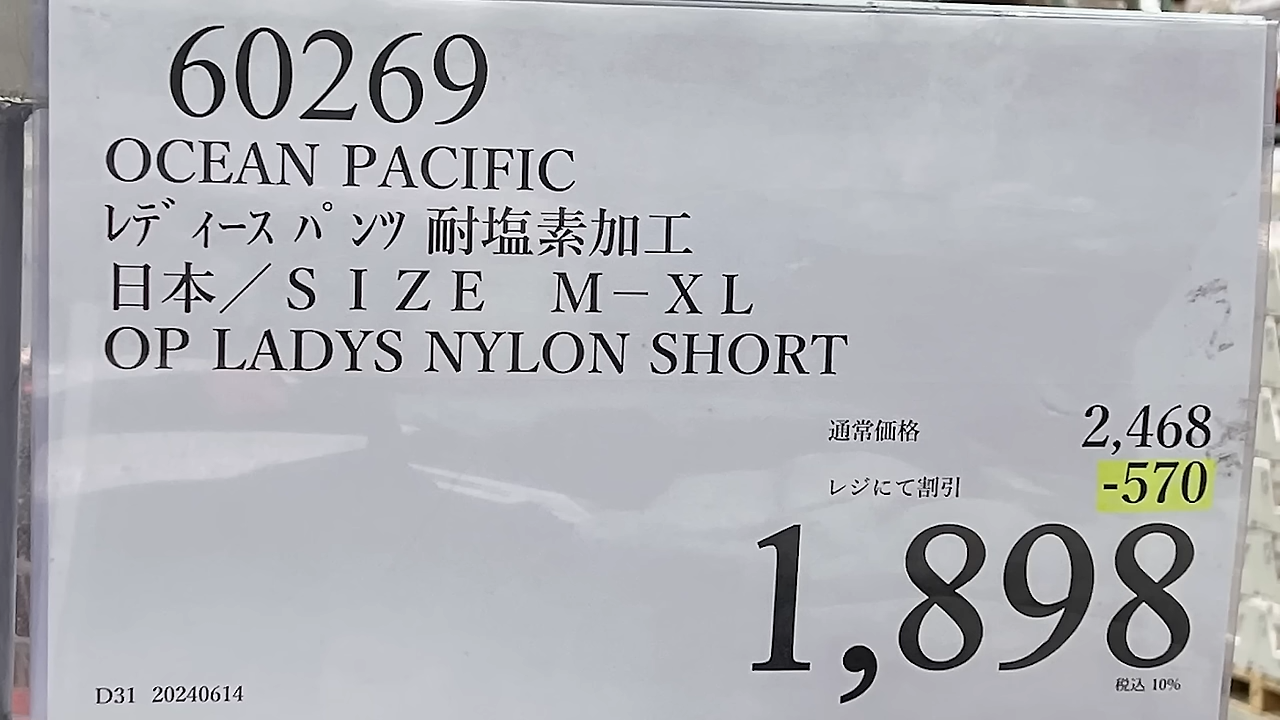 60269
OCEAN PACIFIC
ﾚﾃﾞｨｰｽ ﾊﾟﾝﾂ 耐塩素加工
日本／ＳＩＺＥ　Ｍ－ＸＬ
OP LADYS NYLON SHORT
通常価格 2,468
レジにて割引 -570
1,898
税込 10%
D31 20240614